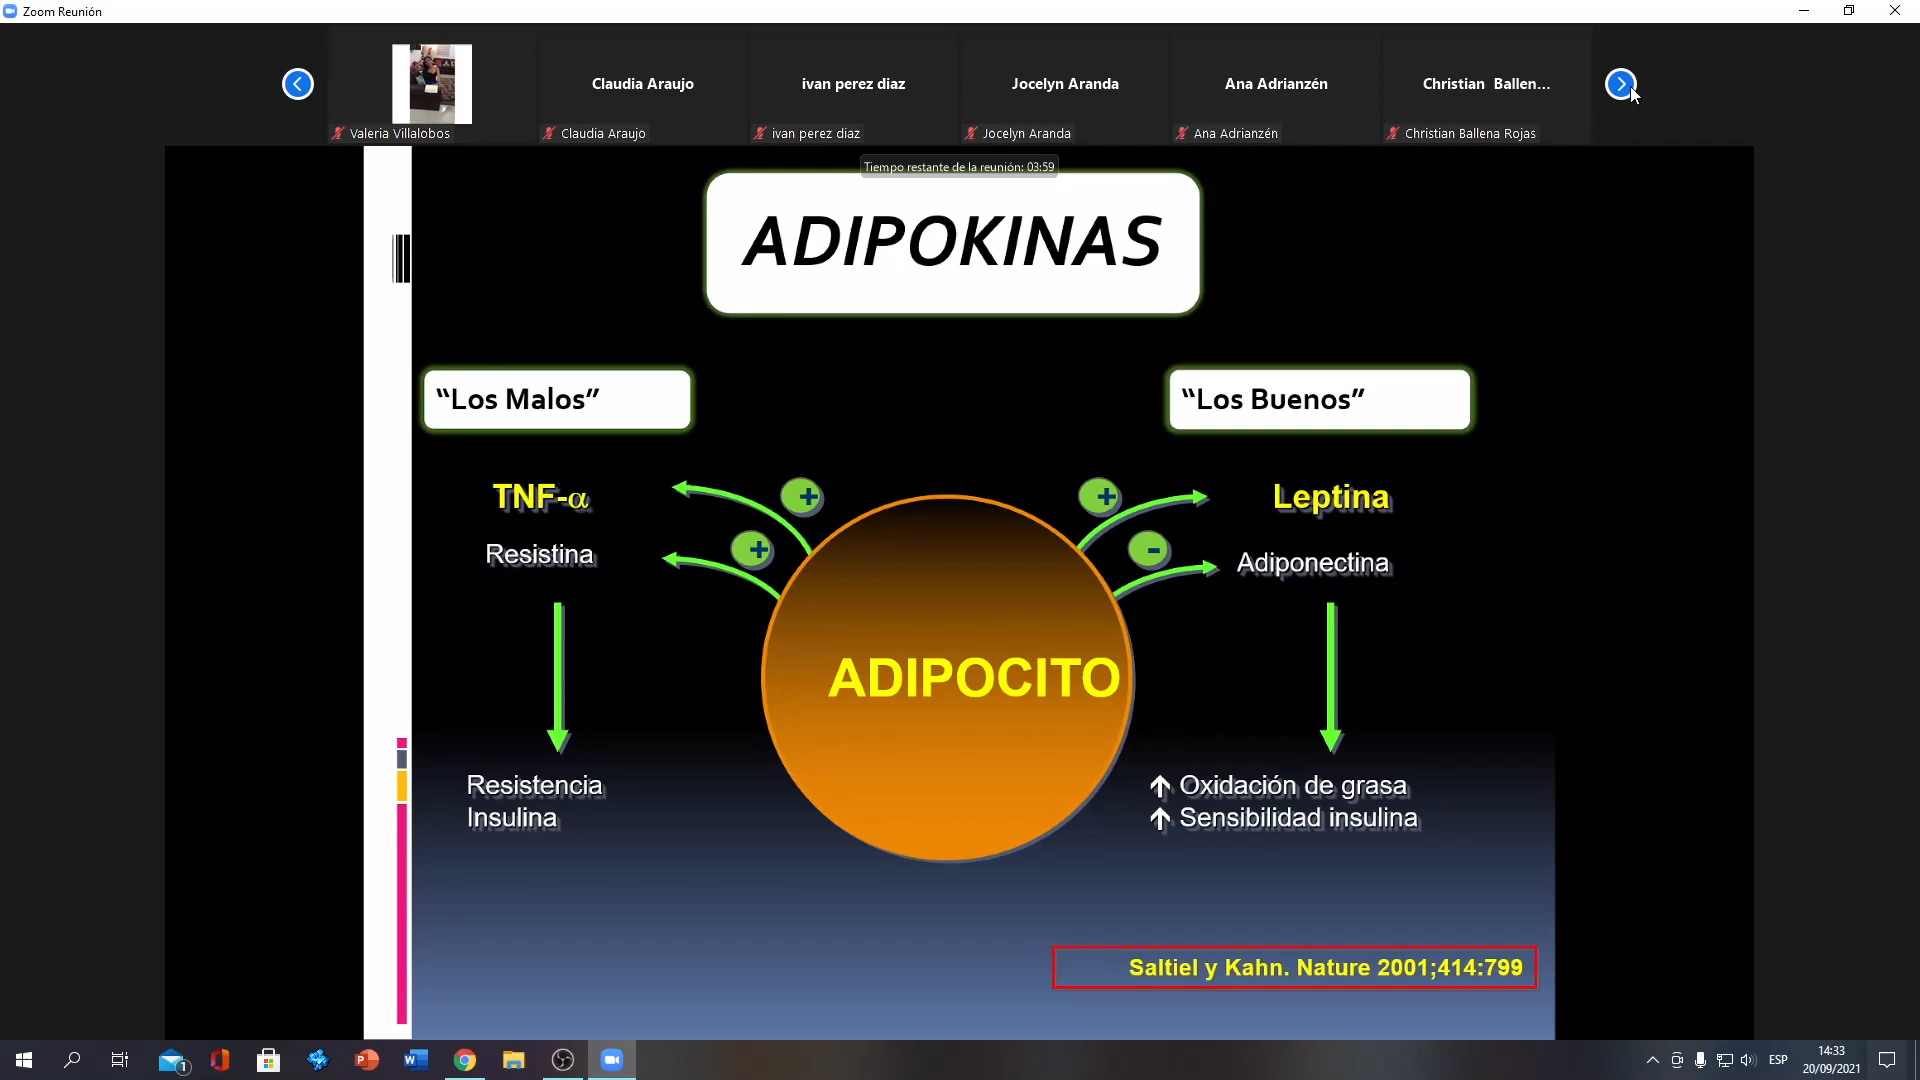 Zoom Reunión
Claudia Araujo
ivan perez diaz
Jocelyn Aranda
Ana Adrianzén
Christian Ballen...
Valeria Villalobos
Claudia Araujo
ivan perez diaz
Jocelyn Aranda
Ana Adrianzén
Christian Ballena Rojas
Tiempo restante de la reunión: 03:59
ADIPOKINAS
“Los Malos”
“Los Buenos”
TNF-α
+
+
Leptina
Resistina
+
-
Adiponectina
ADIPOCITO
Resistencia
Insulina
↑ Oxidación de grasa
↑ Sensibilidad insulina
Saltiel y Kahn. Nature 2001;414:799
1
ESP
14:33
20/09/2021